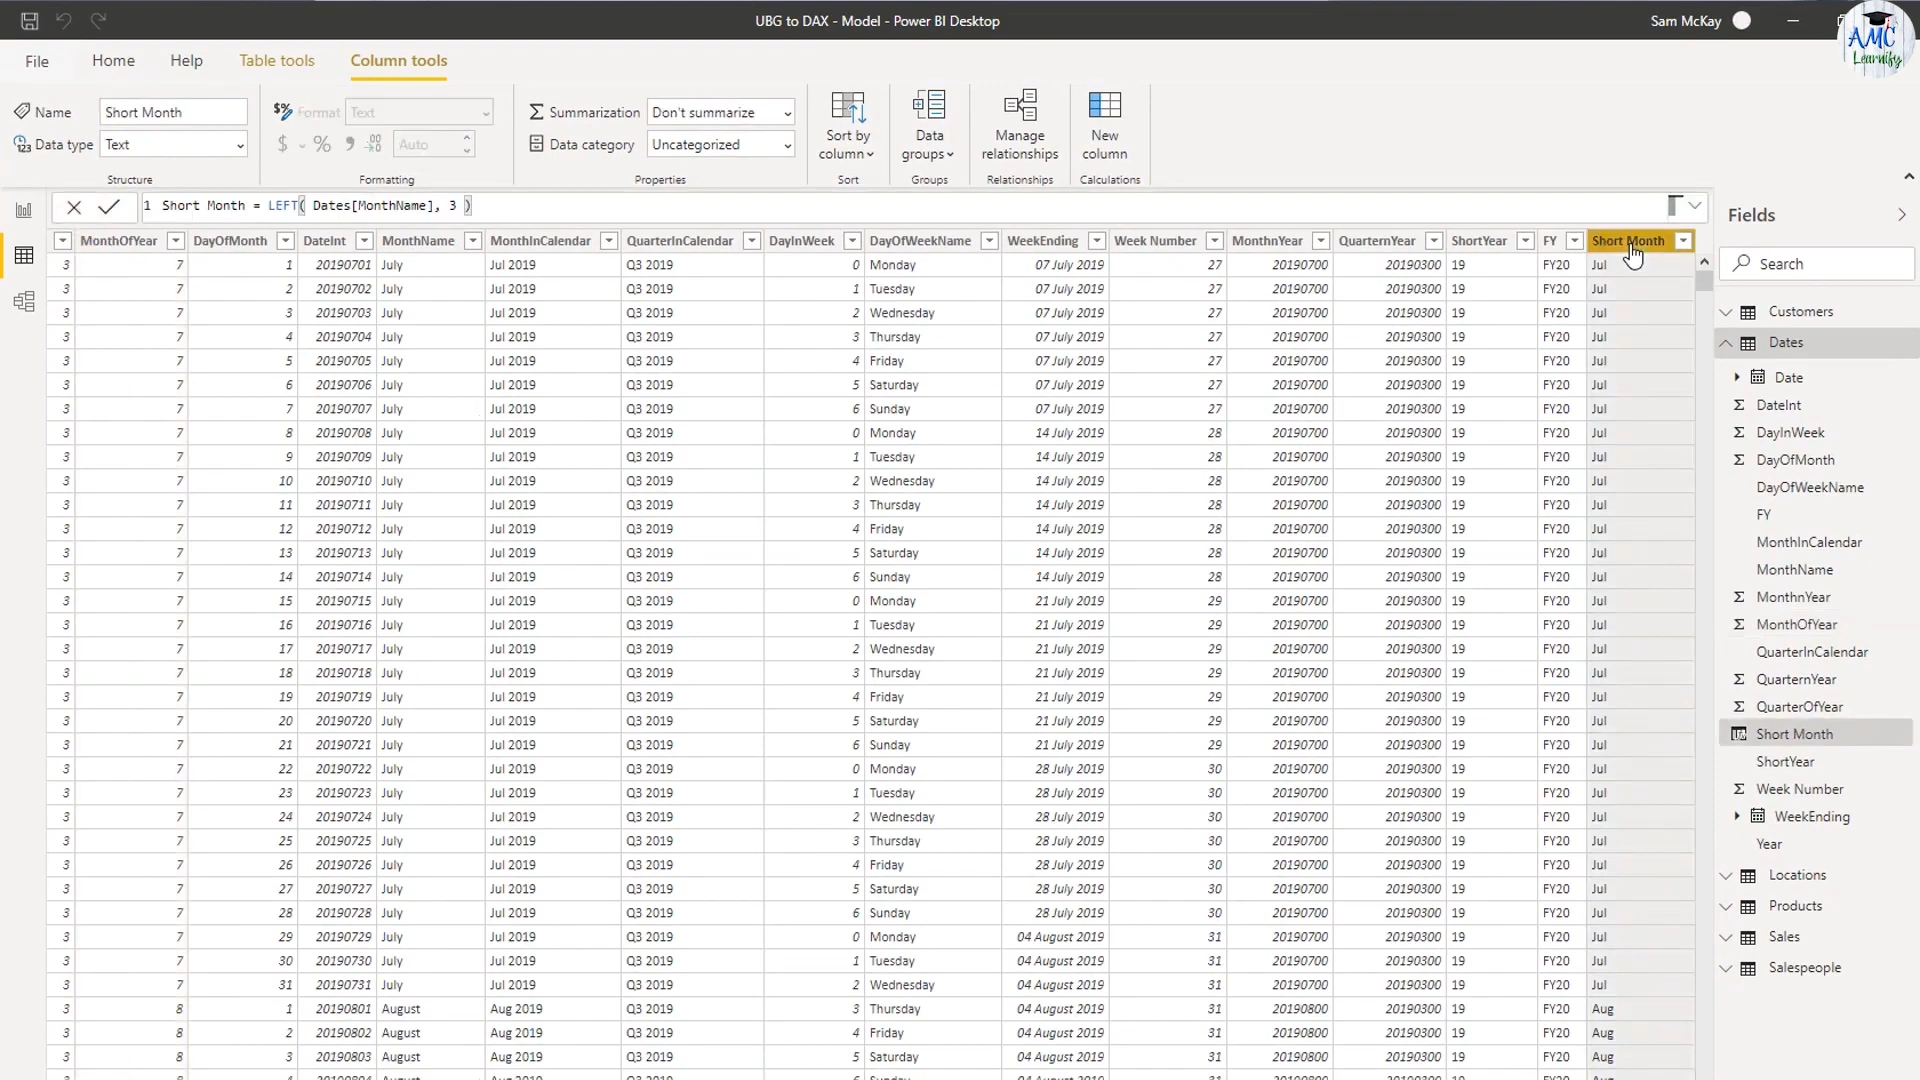 UBG to DAX - Model - Power BI Desktop
Sam McKay
AMC
Learnify
File Home Help Table tools Column tools
Name Short Month
Data type Text
Structure
Format Text
$ % 9 Auto
Formatting
Summarization Don't summarize
Data category Uncategorized
Properties
Sort by column
Sort
Data groups
Groups
Manage relationships
Relationships
New column
Calculations
1 Short Month = LEFT( Dates[MonthName], 3 )
MonthOfYear DayOfMonth DateInt MonthName MonthInCalendar QuarterInCalendar DayInWeek DayOfWeekName WeekEnding Week Number MonthnYear QuarternYear ShortYear FY Short Month
3 7 1 20190701 July Jul 2019 Q3 2019 0 Monday 07 July 2019 27 20190700 20190300 19 FY20 Jul
3 7 2 20190702 July Jul 2019 Q3 2019 1 Tuesday 07 July 2019 27 20190700 20190300 19 FY20 Jul
3 7 3 20190703 July Jul 2019 Q3 2019 2 Wednesday 07 July 2019 27 20190700 20190300 19 FY20 Jul
3 7 4 20190704 July Jul 2019 Q3 2019 3 Thursday 07 July 2019 27 20190700 20190300 19 FY20 Jul
3 7 5 20190705 July Jul 2019 Q3 2019 4 Friday 07 July 2019 27 20190700 20190300 19 FY20 Jul
3 7 6 20190706 July Jul 2019 Q3 2019 5 Saturday 07 July 2019 27 20190700 20190300 19 FY20 Jul
3 7 7 20190707 July Jul 2019 Q3 2019 6 Sunday 07 July 2019 27 20190700 20190300 19 FY20 Jul
3 7 8 20190708 July Jul 2019 Q3 2019 0 Monday 14 July 2019 28 20190700 20190300 19 FY20 Jul
3 7 9 20190709 July Jul 2019 Q3 2019 1 Tuesday 14 July 2019 28 20190700 20190300 19 FY20 Jul
3 7 10 20190710 July Jul 2019 Q3 2019 2 Wednesday 14 July 2019 28 20190700 20190300 19 FY20 Jul
3 7 11 20190711 July Jul 2019 Q3 2019 3 Thursday 14 July 2019 28 20190700 20190300 19 FY20 Jul
3 7 12 20190712 July Jul 2019 Q3 2019 4 Friday 14 July 2019 28 20190700 20190300 19 FY20 Jul
3 7 13 20190713 July Jul 2019 Q3 2019 5 Saturday 14 July 2019 28 20190700 20190300 19 FY20 Jul
3 7 14 20190714 July Jul 2019 Q3 2019 6 Sunday 14 July 2019 28 20190700 20190300 19 FY20 Jul
3 7 15 20190715 July Jul 2019 Q3 2019 0 Monday 21 July 2019 29 20190700 20190300 19 FY20 Jul
3 7 16 20190716 July Jul 2019 Q3 2019 1 Tuesday 21 July 2019 29 20190700 20190300 19 FY20 Jul
3 7 17 20190717 July Jul 2019 Q3 2019 2 Wednesday 21 July 2019 29 20190700 20190300 19 FY20 Jul
3 7 18 20190718 July Jul 2019 Q3 2019 3 Thursday 21 July 2019 29 20190700 20190300 19 FY20 Jul
3 7 19 20190719 July Jul 2019 Q3 2019 4 Friday 21 July 2019 29 20190700 20190300 19 FY20 Jul
3 7 20 20190720 July Jul 2019 Q3 2019 5 Saturday 21 July 2019 29 20190700 20190300 19 FY20 Jul
3 7 21 20190721 July Jul 2019 Q3 2019 6 Sunday 21 July 2019 29 20190700 20190300 19 FY20 Jul
3 7 22 20190722 July Jul 2019 Q3 2019 0 Monday 28 July 2019 30 20190700 20190300 19 FY20 Jul
3 7 23 20190723 July Jul 2019 Q3 2019 1 Tuesday 28 July 2019 30 20190700 20190300 19 FY20 Jul
3 7 24 20190724 July Jul 2019 Q3 2019 2 Wednesday 28 July 2019 30 20190700 20190300 19 FY20 Jul
3 7 25 20190725 July Jul 2019 Q3 2019 3 Thursday 28 July 2019 30 20190700 20190300 19 FY20 Jul
3 7 26 20190726 July Jul 2019 Q3 2019 4 Friday 28 July 2019 30 20190700 20190300 19 FY20 Jul
3 7 27 20190727 July Jul 2019 Q3 2019 5 Saturday 28 July 2019 30 20190700 20190300 19 FY20 Jul
3 7 28 20190728 July Jul 2019 Q3 2019 6 Sunday 28 July 2019 30 20190700 20190300 19 FY20 Jul
3 7 29 20190729 July Jul 2019 Q3 2019 0 Monday 04 August 2019 31 20190700 20190300 19 FY20 Jul
3 7 30 20190730 July Jul 2019 Q3 2019 1 Tuesday 04 August 2019 31 20190700 20190300 19 FY20 Jul
3 7 31 20190731 July Jul 2019 Q3 2019 2 Wednesday 04 August 2019 31 20190700 20190300 19 FY20 Jul
3 8 1 20190801 August Aug 2019 Q3 2019 3 Thursday 04 August 2019 31 20190800 20190300 19 FY20 Aug
3 8 2 20190802 August Aug 2019 Q3 2019 4 Friday 04 August 2019 31 20190800 20190300 19 FY20 Aug
3 8 3 20190803 August Aug 2019 Q3 2019 5 Saturday 04 August 2019 31 20190800 20190300 19 FY20 Aug
Fields
Search
Customers
Dates
Date
DateInt
DayInWeek
DayOfMonth
DayOfWeekName
FY
MonthInCalendar
MonthName
MonthnYear
MonthOfYear
QuarterInCalendar
QuarternYear
QuarterOfYear
Short Month
ShortYear
Week Number
WeekEnding
Year
Locations
Products
Sales
Salespeople